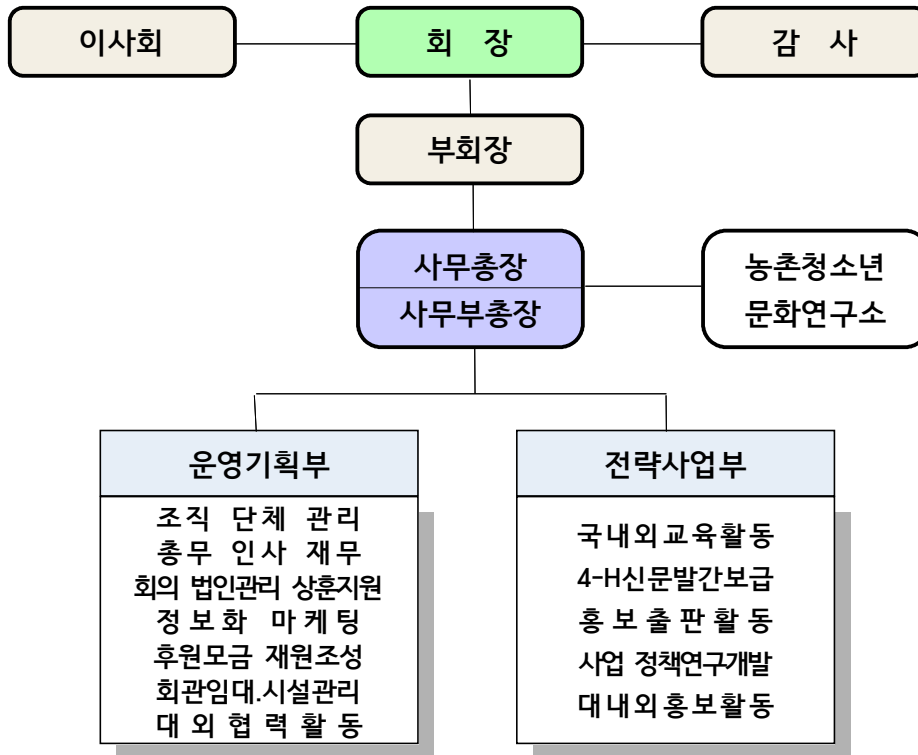 이사회
회 장
감 사
부회장
사무총장
사무부총장
농촌청소년
문화연구소
운영기획부
조직 단체 관리
총무 인사 재무
회의 법인관리 상훈지원
정보화 마케팅
후원모금 재원조성
회관임대.시설관리
대외협력활동
전략사업부
국내외교육활동
4-H신문발간보급
홍보출판활동
사업 정책연구개발
대내외홍보활동